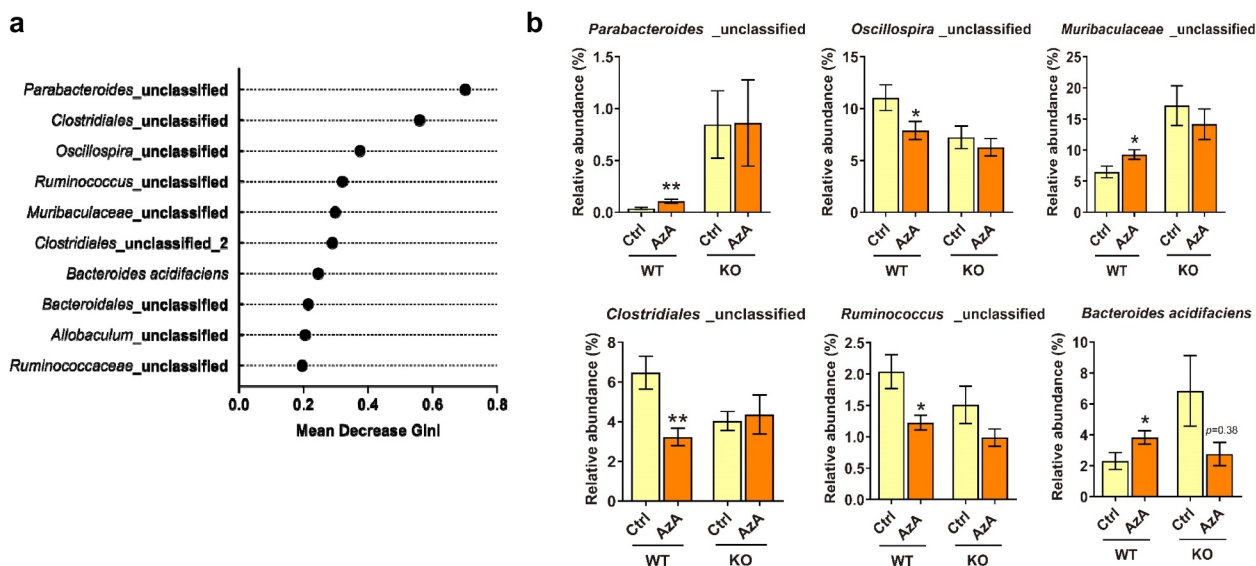 a
Parabacteroides_unclassified
Clostridiales_unclassified
Oscillospira_unclassified
Ruminococcus_unclassified
Muribaculaceae_unclassified
Clostridiales_unclassified_2
Bacteroides acidifaciens
Bacteroidales_unclassified
Allobaculum_unclassified
Ruminococcaceae_unclassified
0.0 0.2 0.4 0.6 0.8
Mean Decrease Gini
b
Parabacteroides _unclassified
Relative abundance (%)
1.5
1.0
0.5
0.0
**
Ctrl AzA Ctrl AzA
WT KO
Oscillospira _unclassified
Relative abundance (%)
15
10
5
0
*
Ctrl AzA Ctrl AzA
WT KO
Muribaculaceae _unclassified
Relative abundance (%)
25
20
15
10
5
0
*
Ctrl AzA Ctrl AzA
WT KO
Clostridiales _unclassified
Relative abundance (%)
8
6
4
2
0
**
Ctrl AzA Ctrl AzA
WT KO
Ruminococcus _unclassified
Relative abundance (%)
2.5
2.0
1.5
1.0
0.5
0.0
*
Ctrl AzA Ctrl AzA
WT KO
Bacteroides acidifaciens
Relative abundance (%)
10
8
6
4
2
0
*
p=0.38
Ctrl AzA Ctrl AzA
WT KO